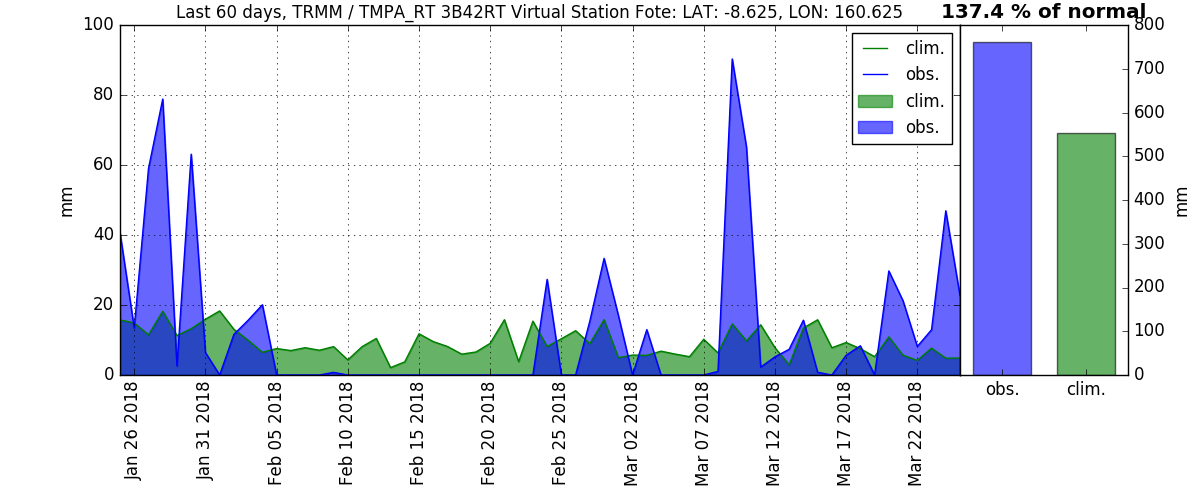 Last 60 days, TRMM / TMPA_RT 3B42RT Virtual Station Fote: LAT: -8.625, LON: 160.625
137.4 % of normal
100
80
60
40
20
0
mm
clim.
obs.
clim.
obs.
800
700
600
500
400
300
200
100
0
mm
obs.
clim.
Jan 26 2018
Jan 31 2018
Feb 05 2018
Feb 10 2018
Feb 15 2018
Feb 20 2018
Feb 25 2018
Mar 02 2018
Mar 07 2018
Mar 12 2018
Mar 17 2018
Mar 22 2018